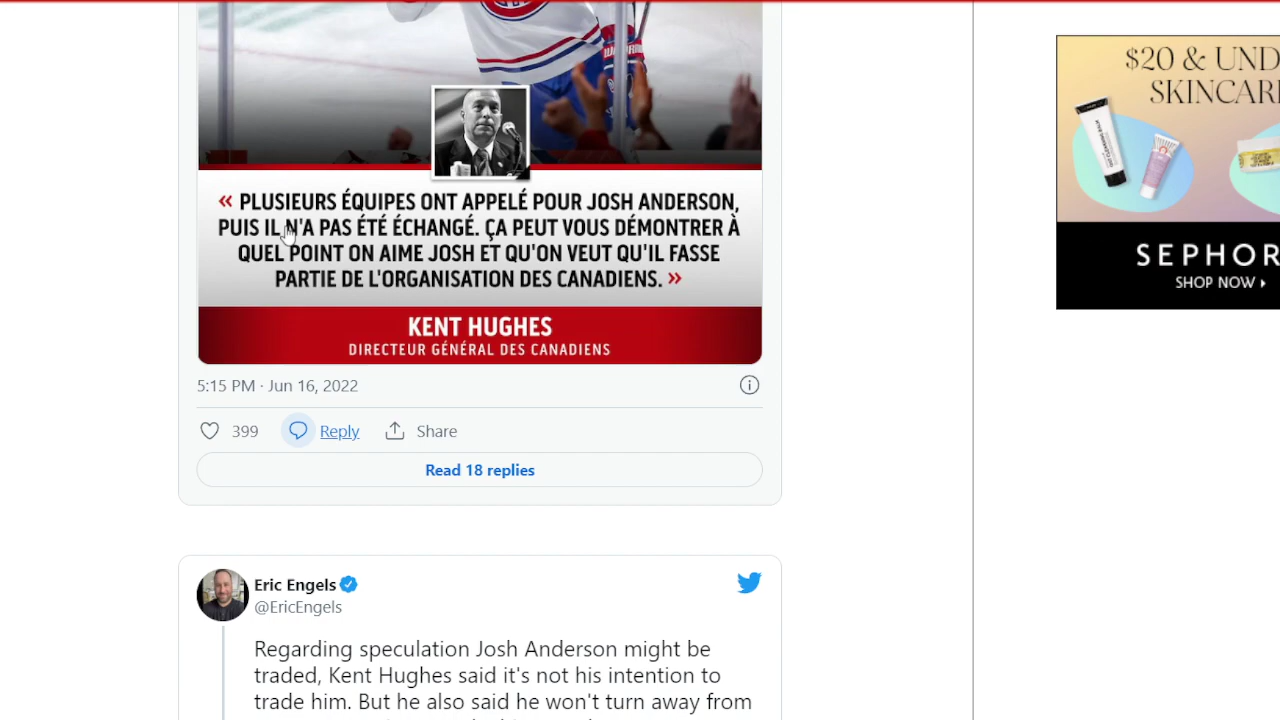 « PLUSIEURS ÉQUIPES ONT APPELÉ POUR JOSH ANDERSON,
PUIS IL N'A PAS ÉTÉ ÉCHANGÉ. ÇA PEUT VOUS DÉMONTRER À
QUEL POINT ON AIME JOSH ET QU'ON VEUT QU'IL FASSE
PARTIE DE L'ORGANISATION DES CANADIENS. »
KENT HUGHES
DIRECTEUR GÉNÉRAL DES CANADIENS
5:15 PM · Jun 16, 2022
399 Reply Share
Read 18 replies
Eric Engels
@EricEngels
Regarding speculation Josh Anderson might be
traded, Kent Hughes said it's not his intention to
trade him. But he also said he won't turn away from
$20 & UND
SKINCAR
SEPHOR
SHOP NOW